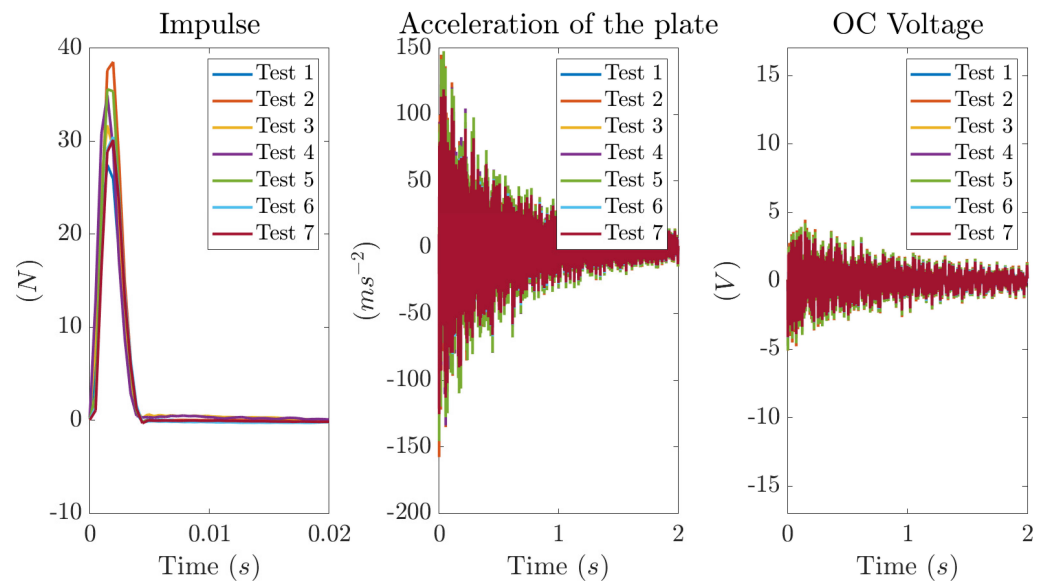 Impulse
40
30
20
10
0
-10
(N)
0
0.01
0.02
Time (s)
Test 1
Test 2
Test 3
Test 4
Test 5
Test 6
Test 7
Acceleration of the plate
150
100
50
0
-50
-100
-150
-200
(ms⁻²)
0
1
2
Time (s)
Test 1
Test 2
Test 3
Test 4
Test 5
Test 6
Test 7
OC Voltage
15
10
5
0
-5
-10
-15
(V)
0
1
2
Time (s)
Test 1
Test 2
Test 3
Test 4
Test 5
Test 6
Test 7